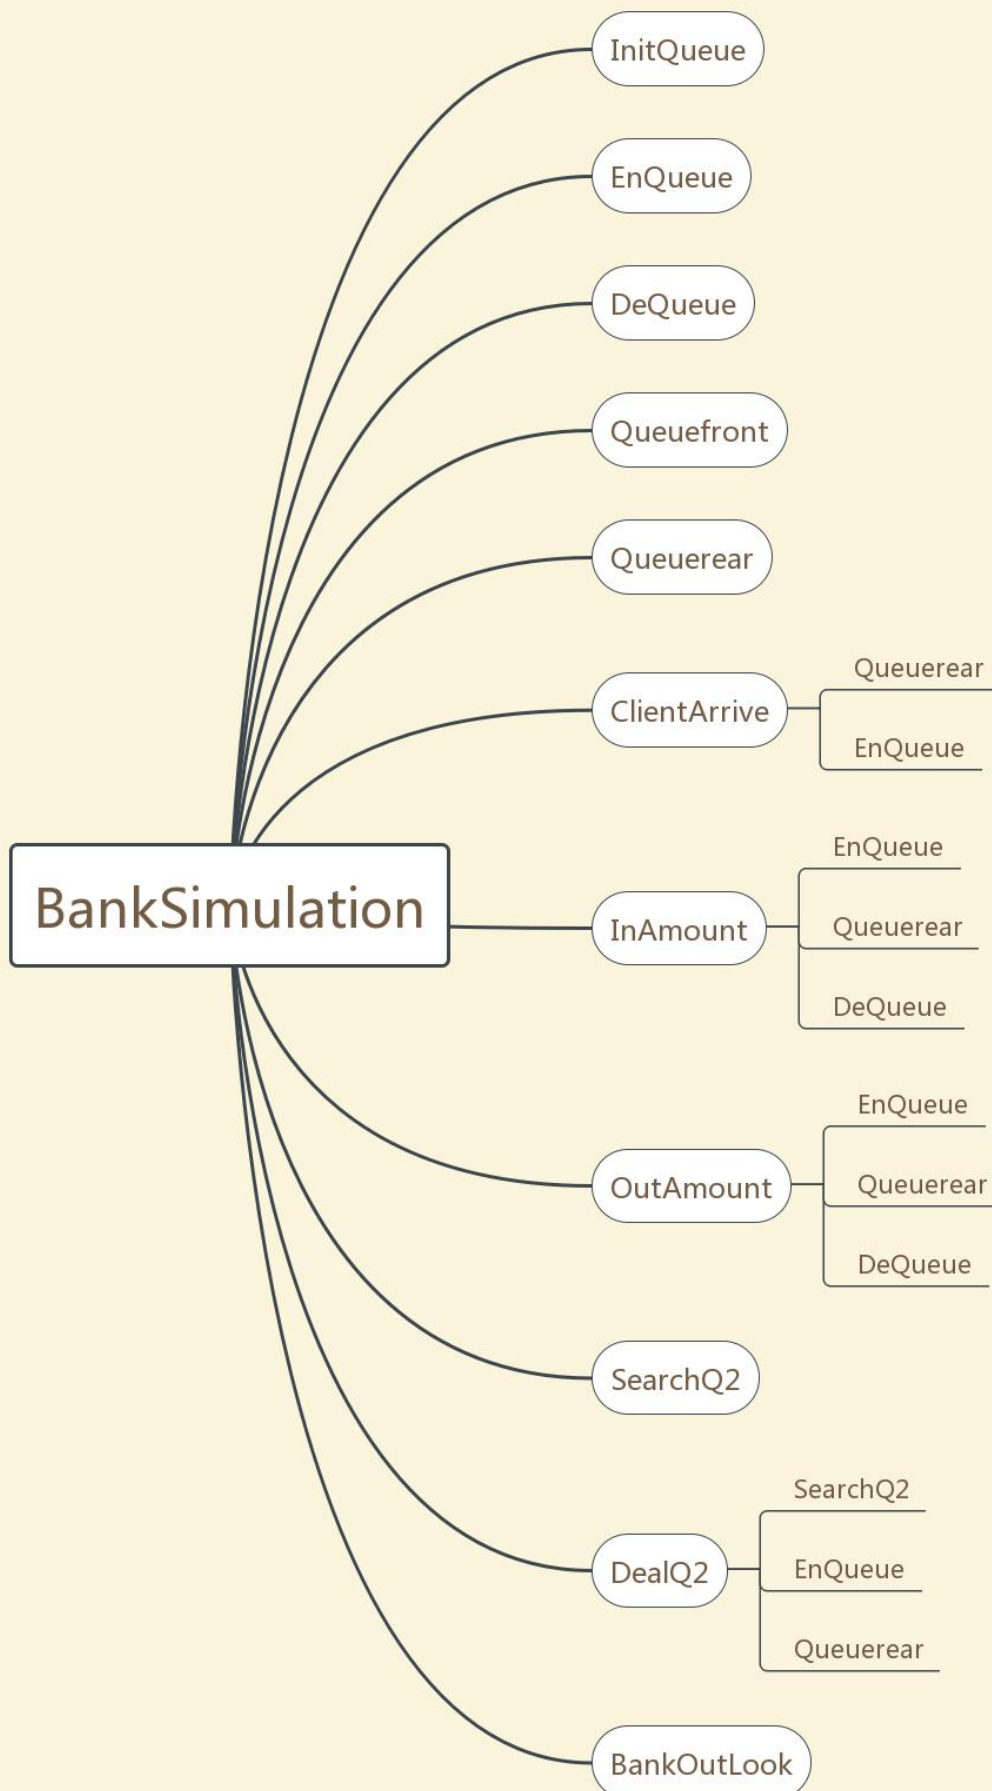 InitQueue
EnQueue
DeQueue
Queuefront
Queuerear
ClientArrive
Queuerear
EnQueue
BankSimulation
InAmount
EnQueue
Queuerear
DeQueue
OutAmount
EnQueue
Queuerear
DeQueue
SearchQ2
DealQ2
SearchQ2
EnQueue
Queuerear
BankOutLook